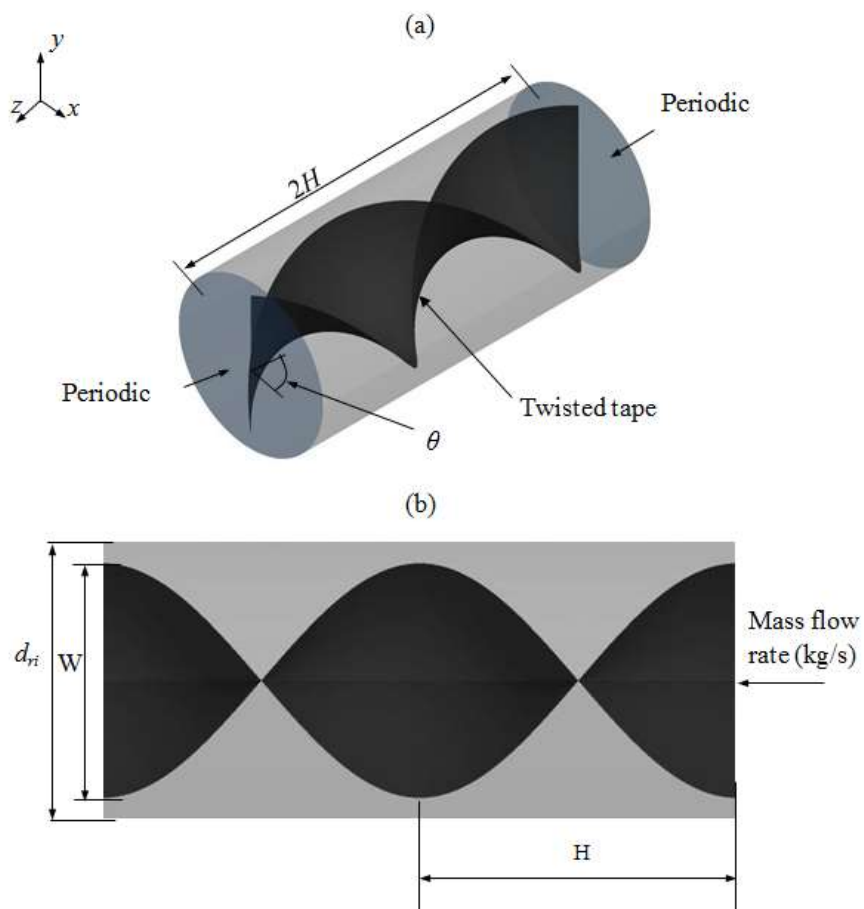 (a)
y
z
x
Periodic
2H
Periodic
Twisted tape
θ
(b)
d_ri
W
Mass flow
rate (kg/s)
H